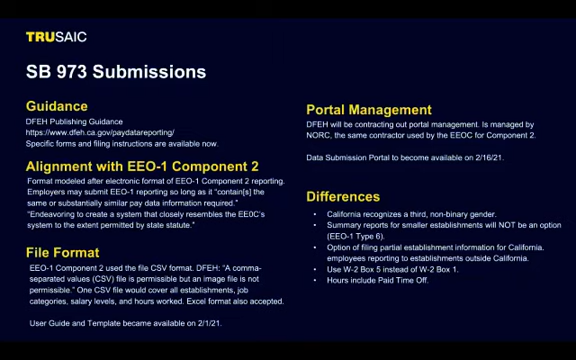 TRUSAIC
SB 973 Submissions
Guidance
DFEH Publishing Guidance
https://www.dfeh.ca.gov/paydatareporting/
Specific forms and filing instructions are available now.
Alignment with EEO-1 Component 2
Format modeled after electronic format of EEO-1 Component 2 reporting.
Employers may submit EEO-1 reporting so long as it “contain[s] the
same or substantially similar pay data information required.”
“Endeavoring to create a system that closely resembles the EE0C’s
system to the extent permitted by state statute.”
File Format
EEO-1 Component 2 used the file CSV format. DFEH: “A comma-
separated values (CSV) file is permissible but an image file is not
permissible.” One CSV file would cover all establishments, job
categories, salary levels, and hours worked. Excel format also accepted.
User Guide and Template became available on 2/1/21.
Portal Management
DFEH will be contracting out portal management. Is managed by
NORC, the same contractor used by the EEOC for Component 2.
Data Submission Portal to become available on 2/16/21.
Differences
• California recognizes a third, non-binary gender.
• Summary reports for smaller establishments will NOT be an option
(EEO-1 Type 6).
• Option of filing partial establishment information for California.
employees reporting to establishments outside California.
• Use W-2 Box 5 instead of W-2 Box 1.
• Hours include Paid Time Off.